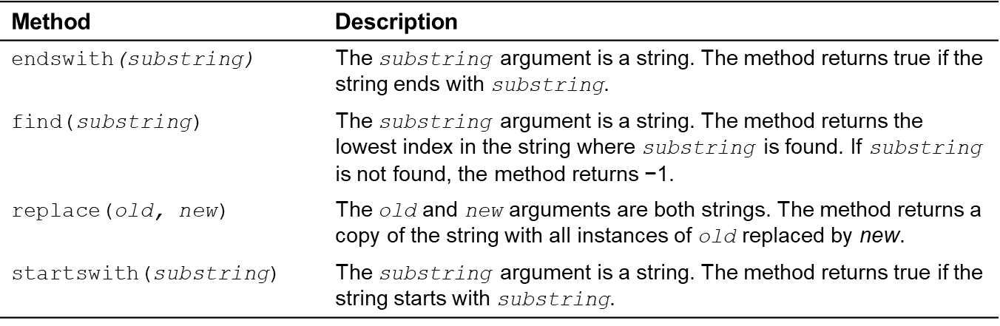 Method Description
endswith(substring) The substring argument is a string. The method returns true if the
string ends with substring.
find(substring) The substring argument is a string. The method returns the
lowest index in the string where substring is found. If substring
is not found, the method returns −1.
replace(old, new) The old and new arguments are both strings. The method returns a
copy of the string with all instances of old replaced by new.
startswith(substring) The substring argument is a string. The method returns true if the
string starts with substring.